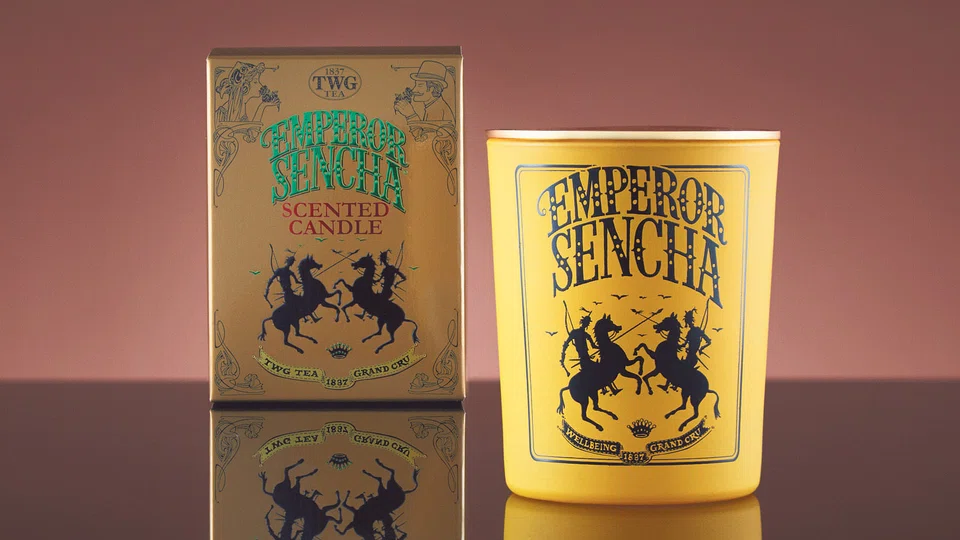 1837
TWG
TEA
EMPEROR
SENCHA
SCENTED
CANDLE
TWG TEA 1837 GRAND CRU
EMPEROR
SENCHA
WELLBEING 1837 GRAND CRU